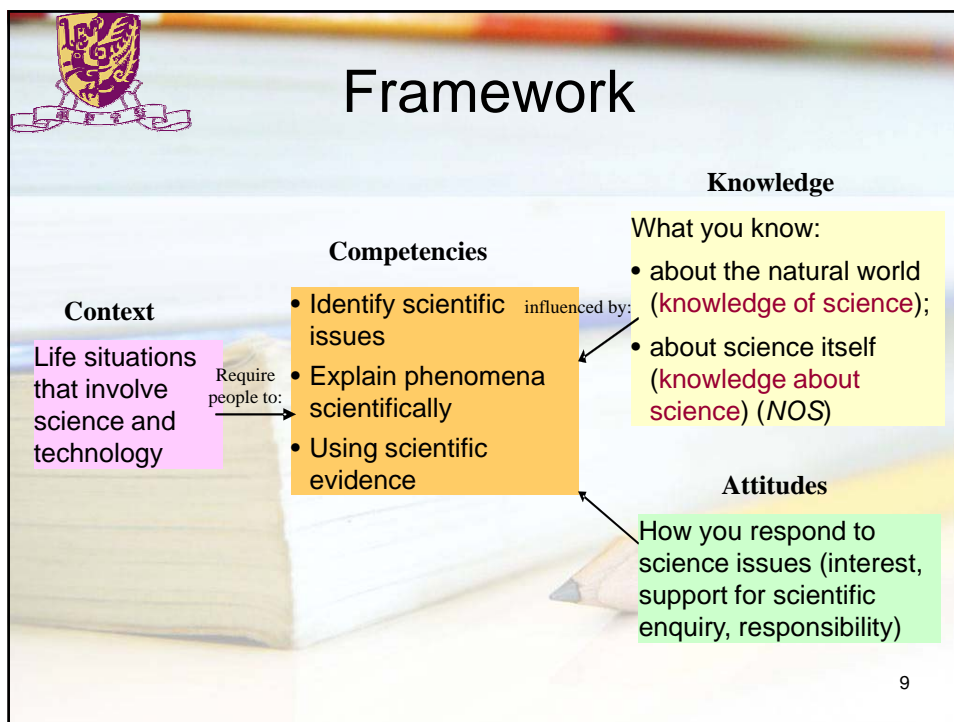 Framework
Context
Life situations
that involve
science and
technology
Require
people to:
Competencies
• Identify scientific
issues
• Explain phenomena
scientifically
• Using scientific
evidence
influenced by:
Knowledge
What you know:
• about the natural world
(knowledge of science);
• about science itself
(knowledge about
science) (NOS)
Attitudes
How you respond to
science issues (interest,
support for scientific
enquiry, responsibility)
9